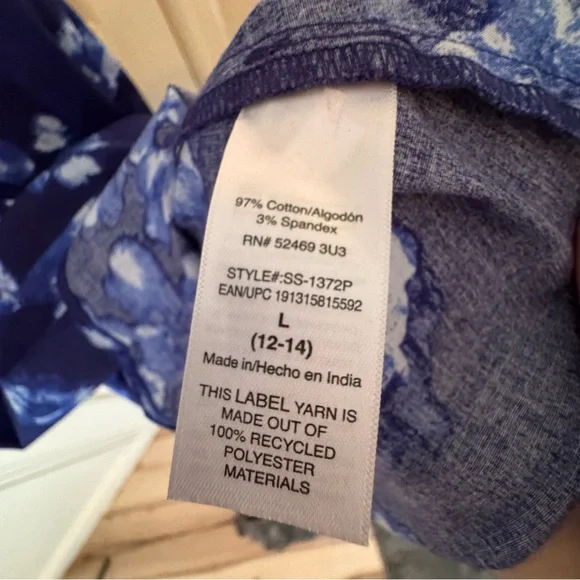 97% Cotton/Algodón
3% Spandex
RN# 52469 3U3
STYLE#:SS-1372P
EAN/UPC 191315815592
L
(12-14)
Made in/Hecho en India
THIS LABEL YARN IS
MADE OUT OF
100% RECYCLED
POLYESTER
MATERIALS